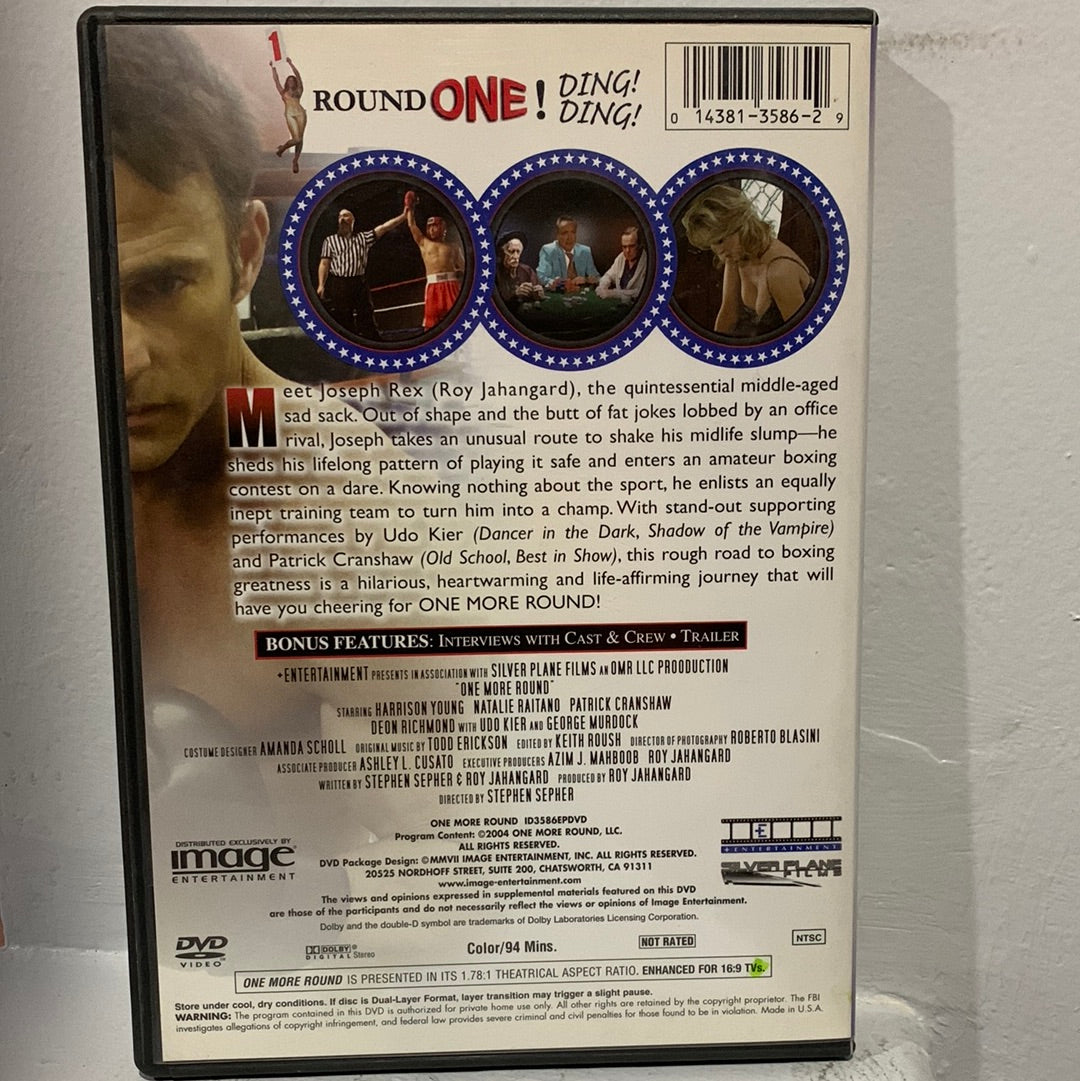 1
ROUND ONE! DING! DING!
0 14381-3586-2 9
Meet Joseph Rex (Roy Jahangard), the quintessential middle-aged
sad sack. Out of shape and the butt of fat jokes lobbed by an office
rival, Joseph takes an unusual route to shake his midlife slump—he
sheds his lifelong pattern of playing it safe and enters an amateur boxing
contest on a dare. Knowing nothing about the sport, he enlists an equally
inept training team to turn him into a champ. With stand-out supporting
performances by Udo Kier (Dancer in the Dark, Shadow of the Vampire)
and Patrick Cranshaw (Old School, Best in Show), this rough road to boxing
greatness is a hilarious, heartwarming and life-affirming journey that will
have you cheering for ONE MORE ROUND!
BONUS FEATURES: INTERVIEWS WITH CAST & CREW • TRAILER
+ENTERTAINMENT PRESENTS IN ASSOCIATION WITH SILVER PLANE FILMS AN OMR LLC PROODUCTION
"ONE MORE ROUND"
STARRING HARRISON YOUNG NATALIE RAITANO PATRICK CRANSHAW
DEON RICHMOND WITH UDO KIER AND GEORGE MURDOCK
COSTUME DESIGNER AMANDA SCHOLL ORIGINAL MUSIC BY TODD ERICKSON EDITED BY KEITH ROUSH DIRECTOR OF PHOTOGRAPHY ROBERTO BLASINI
ASSOCIATE PRODUCER ASHLEY L. CUSATO EXECUTIVE PRODUCERS AZIM J. MAHBOOB ROY JAHANGARD
WRITTEN BY STEPHEN SEPHER & ROY JAHANGARD PRODUCED BY ROY JAHANGARD
DIRECTED BY STEPHEN SEPHER
DISTRIBUTED EXCLUSIVELY BY
image®
ENTERTAINMENT
ONE MORE ROUND ID3586EPDVD
Program Content: ©2004 ONE MORE ROUND, LLC.
ALL RIGHTS RESERVED.
DVD Package Design: ©MMVII IMAGE ENTERTAINMENT, INC. ALL RIGHTS RESERVED.
20525 NORDHOFF STREET, SUITE 200, CHATSWORTH, CA 91311
www.image-entertainment.com
The views and opinions expressed in supplemental materials featured on this DVD
are those of the participants and do not necessarily reflect the views or opinions of Image Entertainment.
Dolby and the double-D symbol are trademarks of Dolby Laboratories Licensing Corporation.
+E
+ENTERTAINMENT
SILVER PLANE
FILMS
DVD
VIDEO
DOLBY®
DIGITAL Stereo
Color/94 Mins.
NOT RATED
NTSC
ONE MORE ROUND IS PRESENTED IN ITS 1.78:1 THEATRICAL ASPECT RATIO. ENHANCED FOR 16:9 TVs.
Store under cool, dry conditions. If disc is Dual-Layer Format, layer transition may trigger a slight pause.
WARNING: The program contained in this DVD is authorized for private home use only. All other rights are retained by the copyright proprietor. The FBI
investigates allegations of copyright infringement, and federal law provides severe criminal and civil penalties for those found to be in violation. Made in U.S.A.